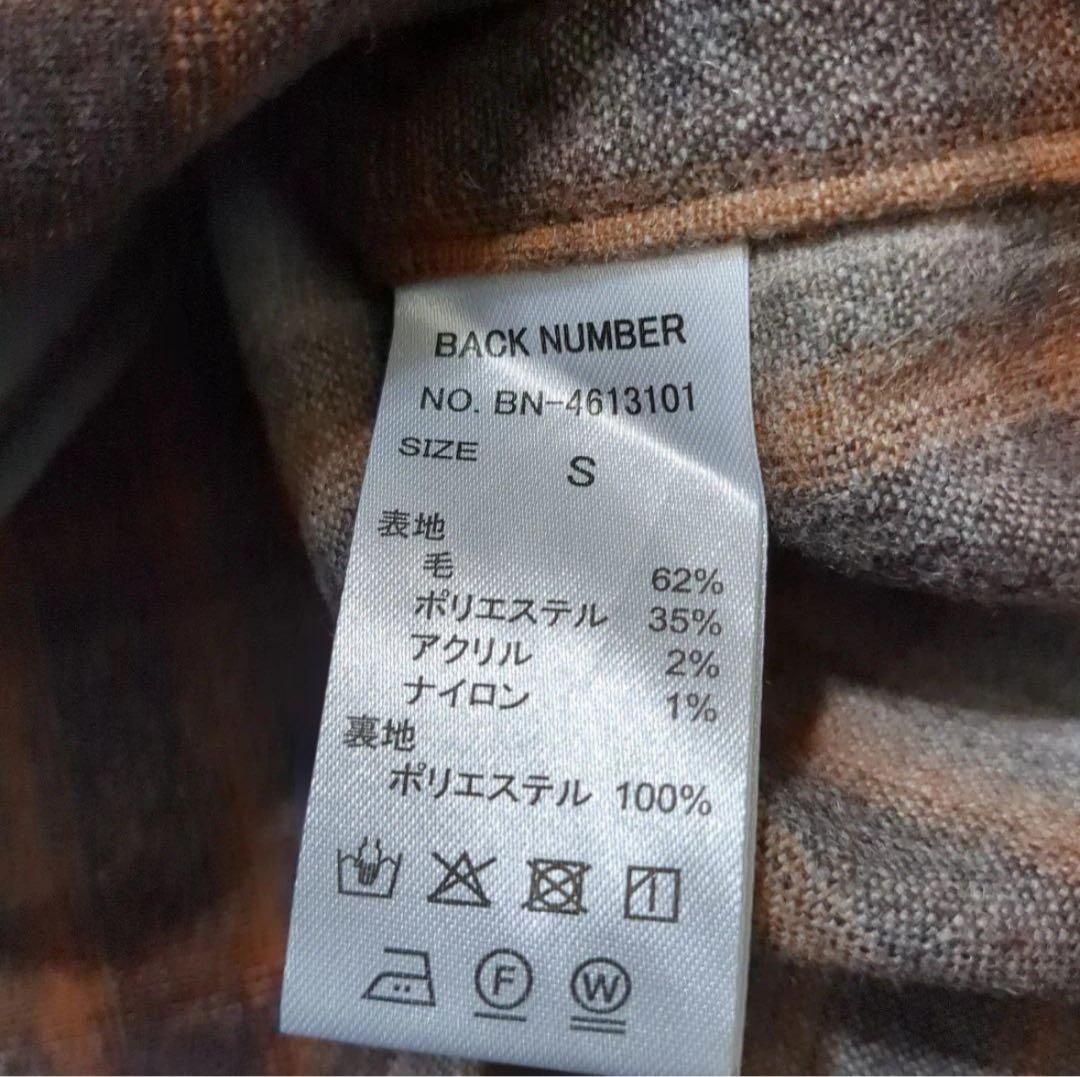 BACK NUMBER
NO. BN-4613101
SIZE S
表地
毛 62%
ポリエステル 35%
アクリル 2%
ナイロン 1%
裏地
ポリエステル 100%
F W